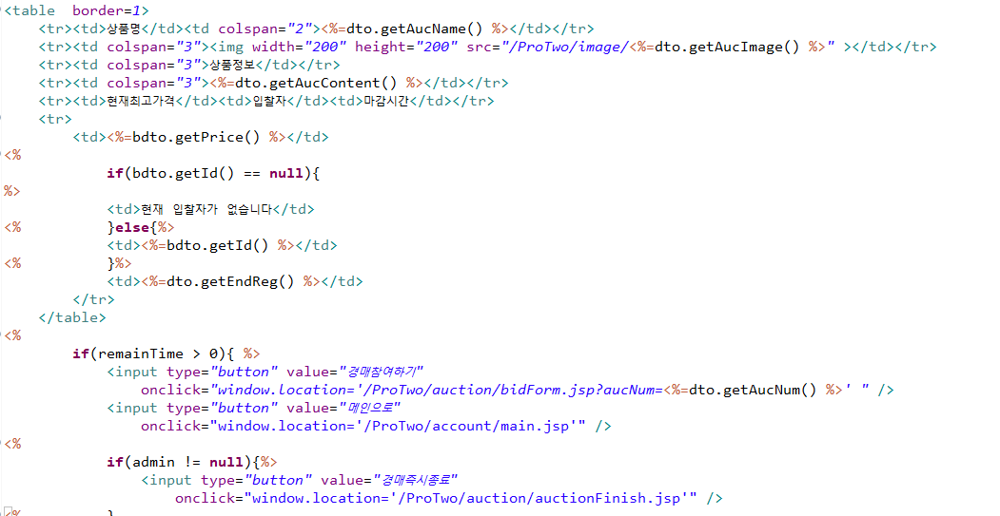 <table  border=1>
<tr><td>상품명</td><td colspan="2"><%=dto.getAucName() %></td></tr>
<tr><td colspan="3"><img width="200" height="200" src="/ProTwo/image/<%=dto.getAucImage() %>" ></td></tr>
<tr><td colspan="3">상품정보</td></tr>
<tr><td colspan="3"><%=dto.getAucContent() %></td></tr>
<tr><td>현재최고가격</td><td>입찰자</td><td>마감시간</td></tr>
<tr>
<td><%=bdto.getPrice() %></td>
<%
if(bdto.getId() == null){
%>
<td>현재 입찰자가 없습니다</td>
<% }else{%>
<td><%=bdto.getId() %></td>
<% }%>
<td><%=dto.getEndReg() %></td>
</tr>
</table>
<%
if(remainTime > 0){ %>
<input type="button" value="경매참여하기"
onclick="window.location='/ProTwo/auction/bidForm.jsp?aucNum=<%=dto.getAucNum() %>' " />
<input type="button" value="메인으로"
onclick="window.location='/ProTwo/account/main.jsp'" />
<%
if(admin != null){%>
<input type="button" value="경매즉시종료"
onclick="window.location='/ProTwo/auction/auctionFinish.jsp'" />